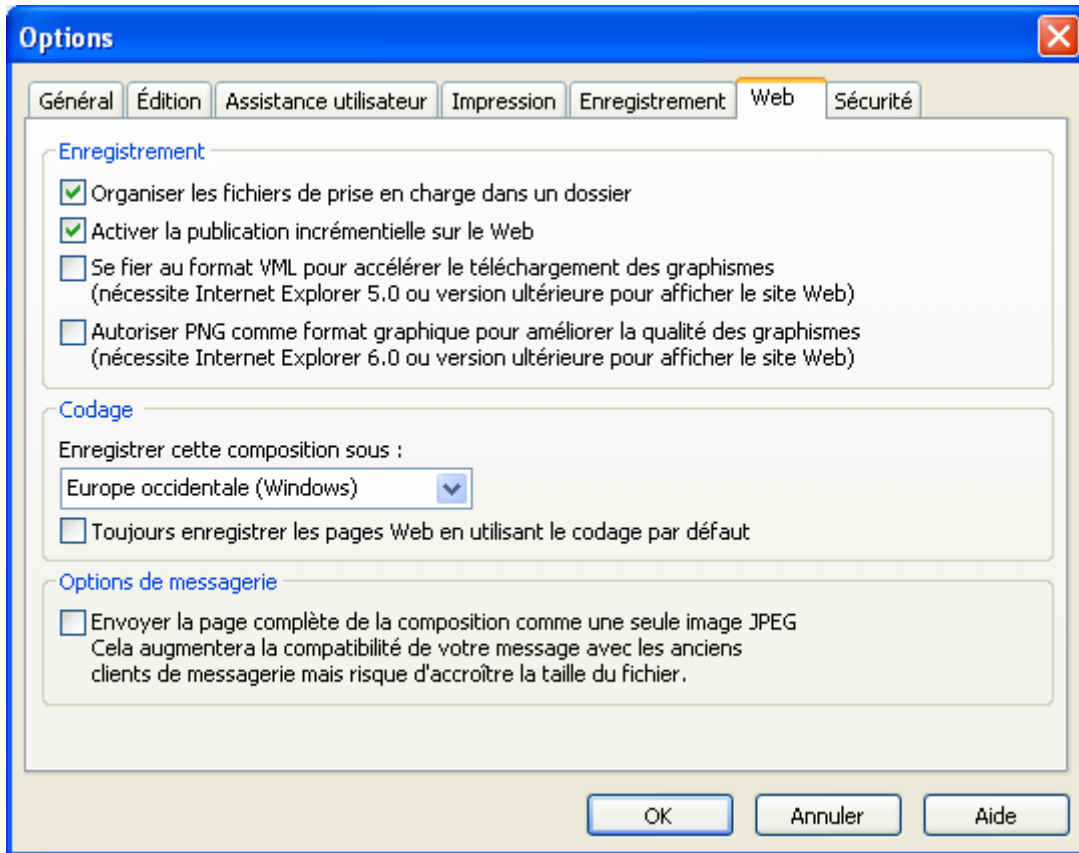 Options
Général
Édition
Assistance utilisateur
Impression
Enregistrement
Web
Sécurité
Enregistrement
Organiser les fichiers de prise en charge dans un dossier
Activer la publication incrémentielle sur le Web
Se fier au format VML pour accélérer le téléchargement des graphismes
(nécessite Internet Explorer 5.0 ou version ultérieure pour afficher le site Web)
Autoriser PNG comme format graphique pour améliorer la qualité des graphismes
(nécessite Internet Explorer 6.0 ou version ultérieure pour afficher le site Web)
Codage
Enregistrer cette composition sous :
Europe occidentale (Windows)
Toujours enregistrer les pages Web en utilisant le codage par défaut
Options de messagerie
Envoyer la page complète de la composition comme une seule image JPEG
Cela augmentera la compatibilité de votre message avec les anciens
clients de messagerie mais risque d'accroître la taille du fichier.
OK
Annuler
Aide